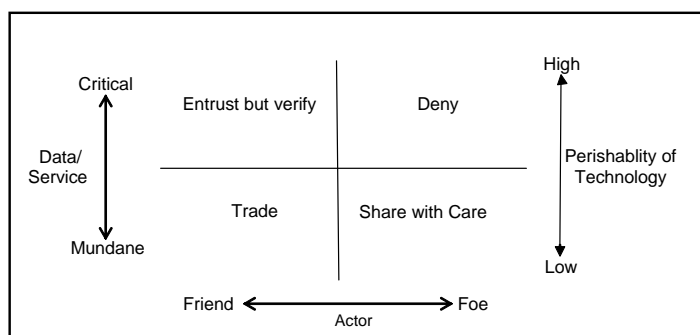 High
Critical
Entrust but verify
Deny
Data/
Service
Perishablity of
Technology
Trade
Share with Care
Mundane
Low
Friend
Foe
Actor